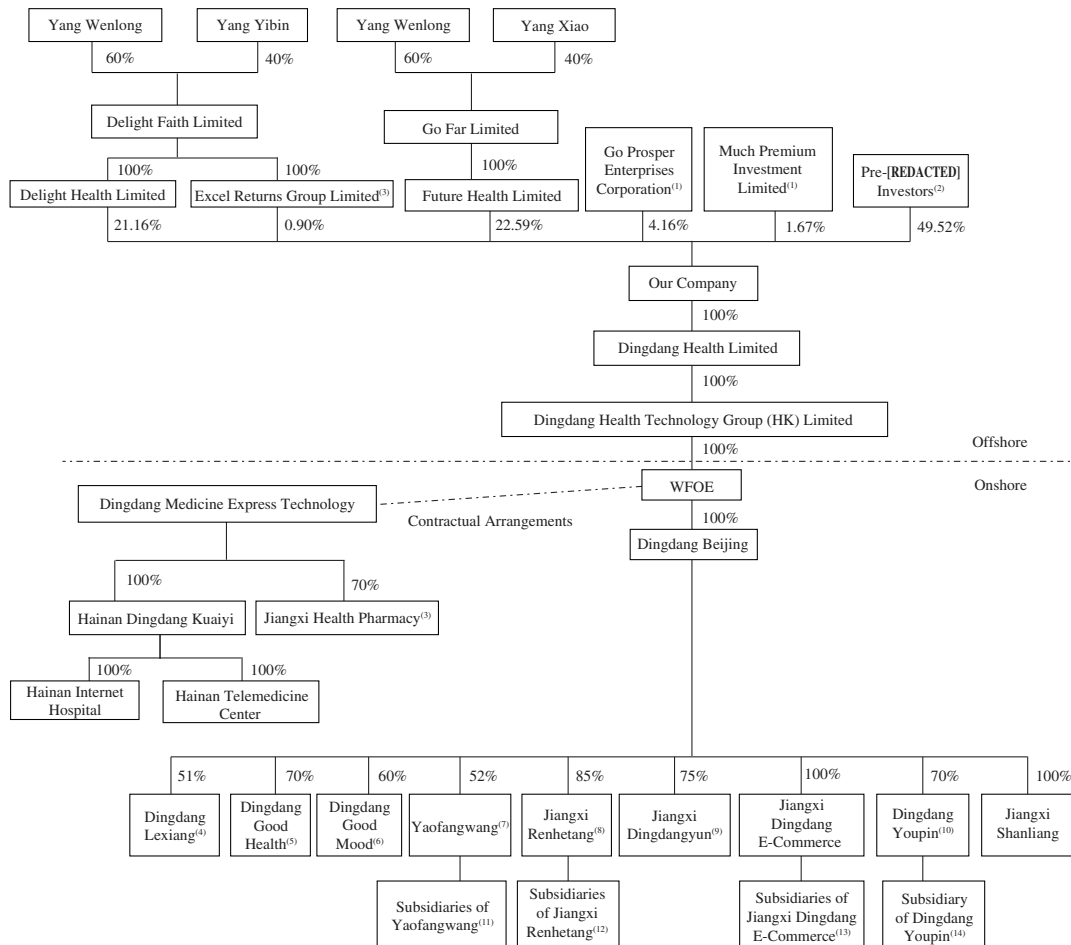 Yang Wenlong
Yang Yibin
Yang Wenlong
Yang Xiao
60%
40%
60%
40%
Delight Faith Limited
Go Far Limited
Go Prosper
Enterprises
Corporation(1)
Much Premium
Investment
Limited(1)
Pre-[REDACTED]
Investors(2)
100%
100%
100%
Delight Health Limited
Excel Returns Group Limited(3)
Future Health Limited
21.16%
0.90%
22.59%
4.16%
1.67%
49.52%
Our Company
100%
Dingdang Health Limited
100%
Dingdang Health Technology Group (HK) Limited
100%
Offshore
Onshore
WFOE
Dingdang Medicine Express Technology
Contractual Arrangements
100%
Dingdang Beijing
100%
70%
Hainan Dingdang Kuaiyi
Jiangxi Health Pharmacy(3)
100%
100%
Hainan Internet
Hospital
Hainan Telemedicine
Center
51%
70%
60%
52%
85%
75%
100%
70%
100%
Dingdang
Lexiang(4)
Dingdang
Good
Health(5)
Dingdang
Good
Mood(6)
Yaofangwang(7)
Jiangxi
Renhetang(8)
Jiangxi
Dingdangyun(9)
Jiangxi
Dingdang
E-Commerce
Dingdang
Youpin(10)
Jiangxi
Shanliang
Subsidiaries of
Yaofangwang(11)
Subsidiaries
of Jiangxi
Renhetang(12)
Subsidiaries of
Jiangxi Dingdang
E-Commerce(13)
Subsidiary
of Dingdang
Youpin(14)